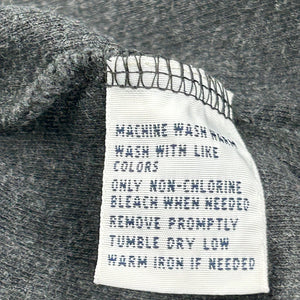 MACHINE WASH WARM
WASH WITH LIKE
COLORS
ONLY NON-CHLORINE
BLEACH WHEN NEEDED
REMOVE PROMPTLY
TUMBLE DRY LOW
WARM IRON IF NEEDED